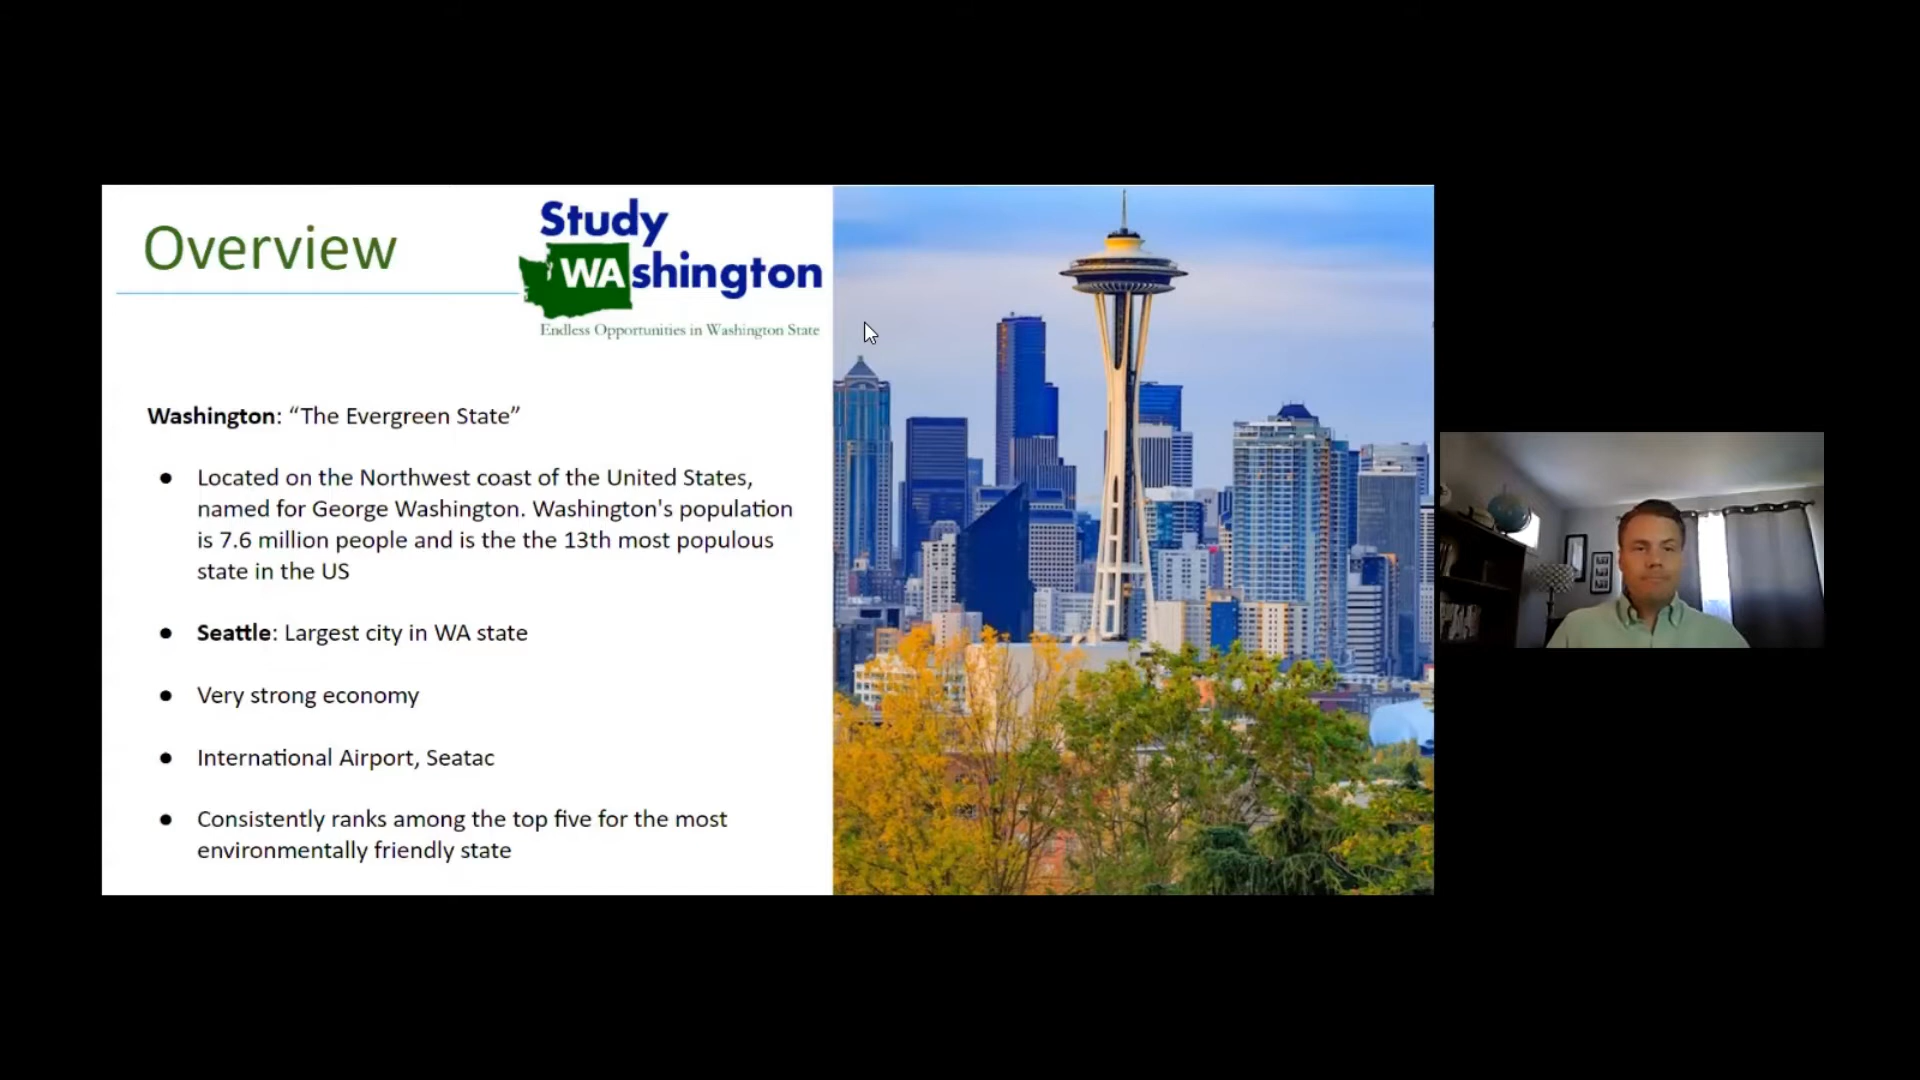 Overview
Study
WAshington
Endless Opportunities in Washington State
Washington: “The Evergreen State”
● Located on the Northwest coast of the United States,
named for George Washington. Washington's population
is 7.6 million people and is the the 13th most populous
state in the US
● Seattle: Largest city in WA state
● Very strong economy
● International Airport, Seatac
● Consistently ranks among the top five for the most
environmentally friendly state